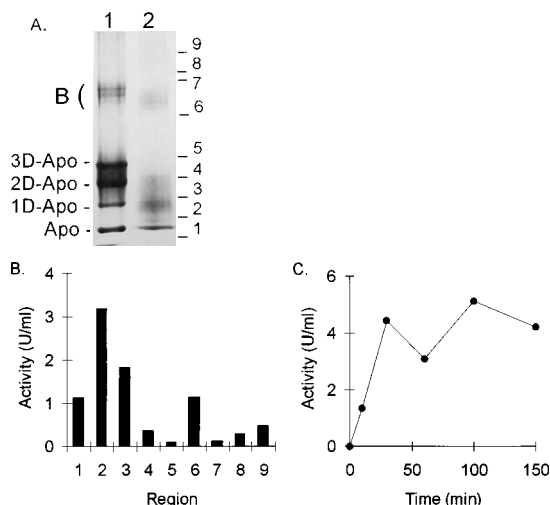 A.
1 2
9
8
7
B (
6
5
3D-Apo -
4
2D-Apo -
3
1D-Apo -
2
Apo -
1
B.
4
3
2
1
0
Activity (U/ml)
1 2 3 4 5 6 7 8 9
Region
C.
6
4
2
0
Activity (U/ml)
0 50 100 150
Time (min)